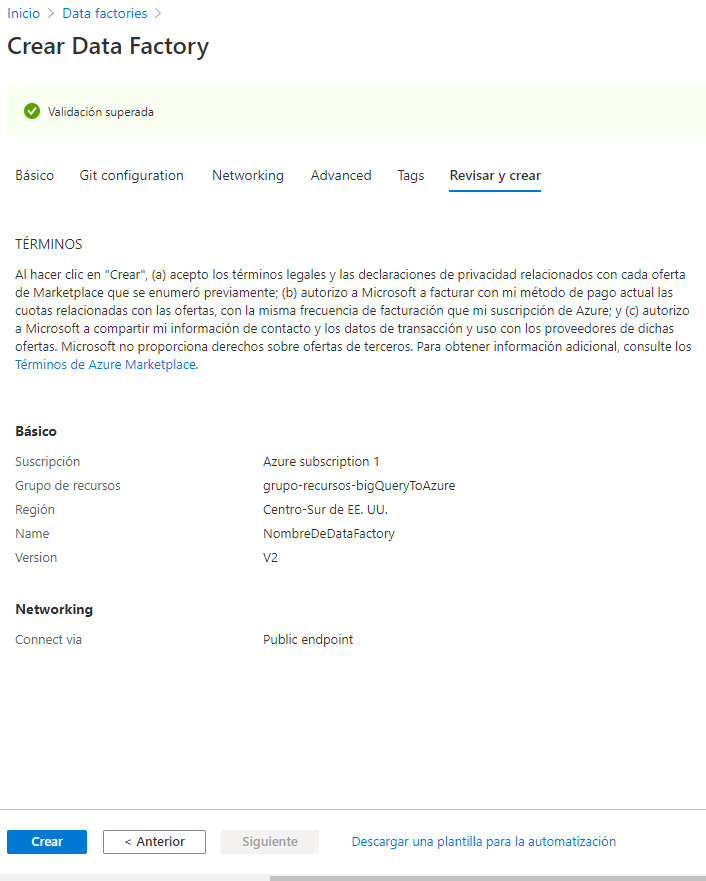 Inicio > Data factories >
Crear Data Factory
Validación superada
Básico Git configuration Networking Advanced Tags Revisar y crear
TÉRMINOS
Al hacer clic en "Crear", (a) acepto los términos legales y las declaraciones de privacidad relacionados con cada oferta
de Marketplace que se enumeró previamente; (b) autorizo a Microsoft a facturar con mi método de pago actual las
cuotas relacionadas con las ofertas, con la misma frecuencia de facturación que mi suscripción de Azure; y (c) autorizo
a Microsoft a compartir mi información de contacto y los datos de transacción y uso con los proveedores de dichas
ofertas. Microsoft no proporciona derechos sobre ofertas de terceros. Para obtener información adicional, consulte los
Términos de Azure Marketplace.
Básico
Suscripción Azure subscription 1
Grupo de recursos grupo-recursos-bigQueryToAzure
Región Centro-Sur de EE. UU.
Name NombreDeDataFactory
Version V2
Networking
Connect via Public endpoint
Crear < Anterior Siguiente Descargar una plantilla para la automatización